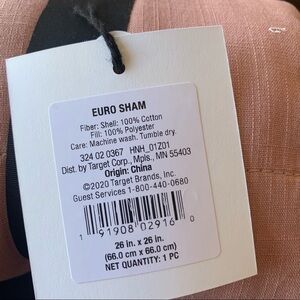 EURO SHAM
Fiber: Shell: 100% Cotton
Fill: 100% Polyester
Care: Machine wash. Tumble dry.
324 02 0367 HNH_01Z01
Dist. by Target Corp., Mpls., MN 55403
Origin: China
©2020 Target Brands, Inc.
Guest Services 1-800-440-0680
1 91908 02916 0
26 in. x 26 in.
(66.0 cm x 66.0 cm)
NET QUANTITY: 1 PC